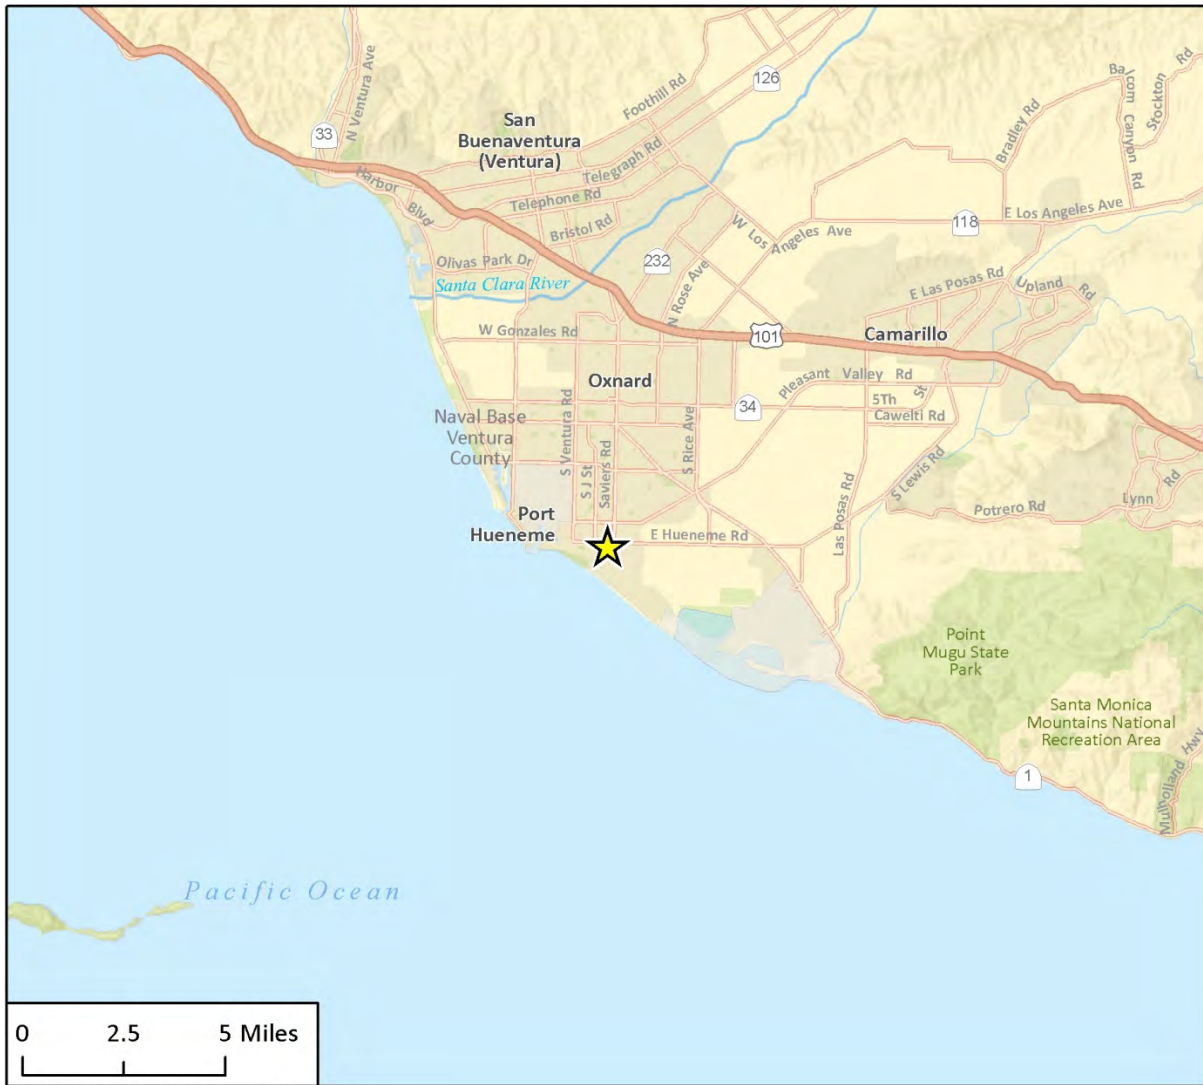 126
Foothill Rd
N Ventura Ave
33
San
Buenaventura
(Ventura)
Telegraph Rd
Telephone Rd
Bristol Rd
Harbor Blvd
Olivas Park Dr
Santa Clara River
232
W Los Angeles Ave
N Rose Ave
Bradley Rd
Balcom Canyon Rd
Stockton Rd
E Los Angeles Ave
118
E Las Posas Rd
Upland Rd
W Gonzales Rd
101
Camarillo
Oxnard
Pleasant Valley Rd
34
5Th St
Cawelti Rd
Naval Base
Ventura
County
S Ventura Rd
S J St
Saviers Rd
S Rice Ave
Las Posas Rd
S Lewis Rd
Potrero Rd
Lynn Rd
Port
Hueneme
E Hueneme Rd
Point
Mugu State
Park
Santa Monica
Mountains National
Recreation Area
1
Mulholland Hwy
Pacific Ocean
0 2.5 5 Miles